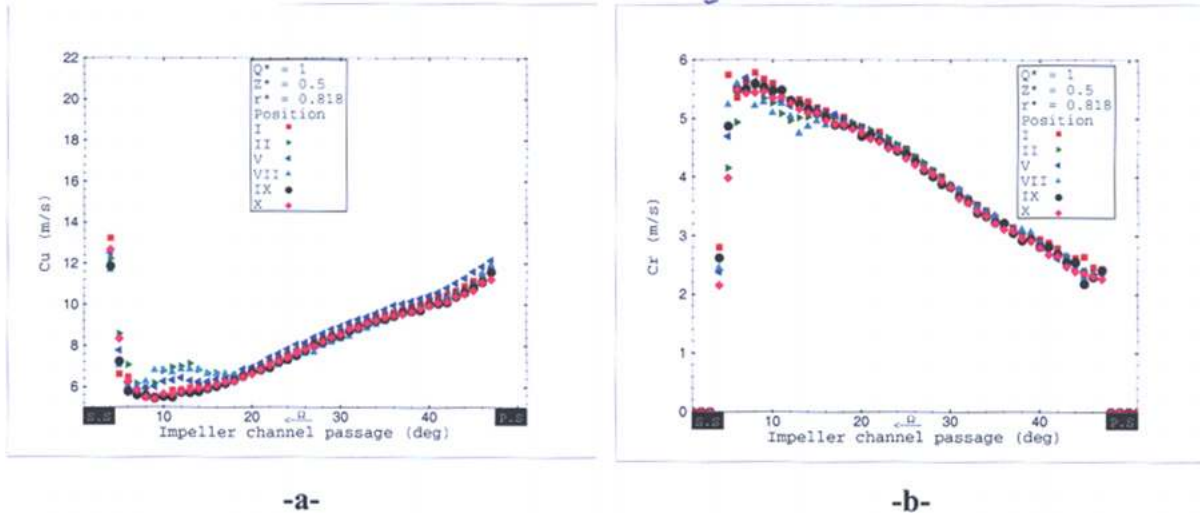 22
20
18
16
14
12
10
8
6
Cu (m/s)
Q* = 1
Z* = 0.5
r* = 0.818
Position
I
II
V
VII
IX
X
S.S 10 20 30 40 P.S
Ω
Impeller channel passage (deg)
-a-
6
5
4
3
2
1
0
Cr (m/s)
Q* = 1
Z* = 0.5
r* = 0.818
Position
I
II
V
VII
IX
X
S.S 10 20 30 40 P.S
Ω
Impeller channel passage (deg)
-b-